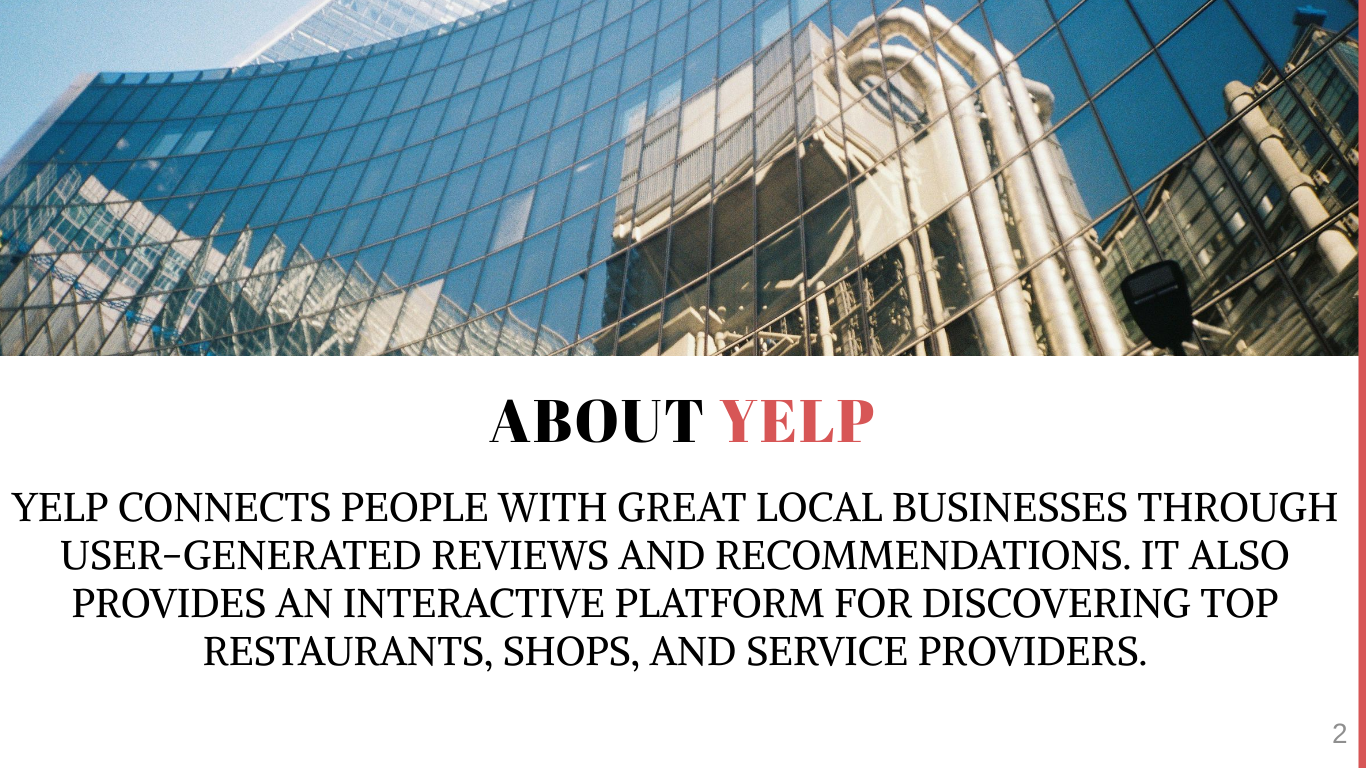 ABOUT YELP
YELP CONNECTS PEOPLE WITH GREAT LOCAL BUSINESSES THROUGH
USER-GENERATED REVIEWS AND RECOMMENDATIONS. IT ALSO
PROVIDES AN INTERACTIVE PLATFORM FOR DISCOVERING TOP
RESTAURANTS, SHOPS, AND SERVICE PROVIDERS.
2